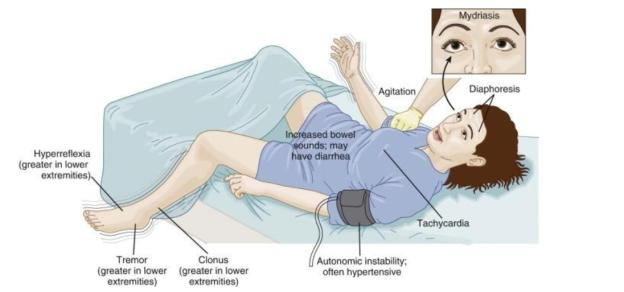 Mydriasis
Agitation
Diaphoresis
Increased bowel
sounds; may
have diarrhea
Hyperreflexia
(greater in lower
extremities)
Tachycardia
Tremor
(greater in lower
extremities)
Clonus
(greater in lower
extremities)
Autonomic instability;
often hypertensive